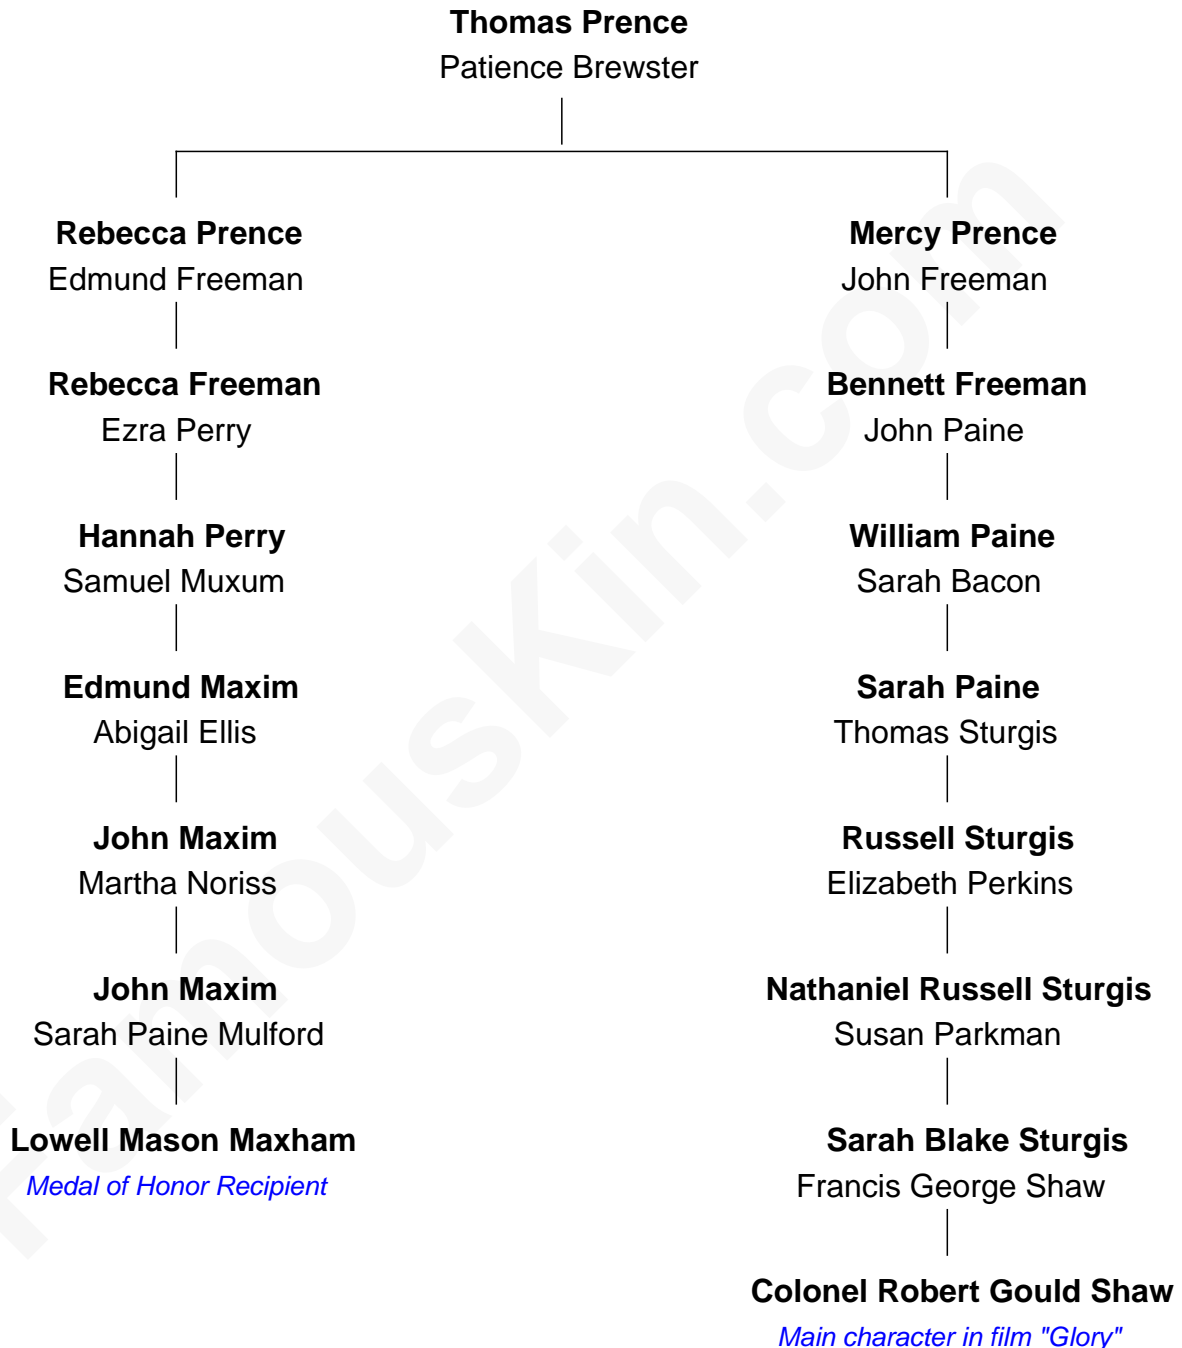 Thomas Prence
Patience Brewster
Rebecca Prence
Edmund Freeman
Mercy Prence
John Freeman
Rebecca Freeman
Ezra Perry
Bennett Freeman
John Paine
Hannah Perry
Samuel Muxum
William Paine
Sarah Bacon
Edmund Maxim
Abigail Ellis
Sarah Paine
Thomas Sturgis
John Maxim
Martha Noriss
Russell Sturgis
Elizabeth Perkins
John Maxim
Sarah Paine Mulford
Nathaniel Russell Sturgis
Susan Parkman
Lowell Mason Maxham
Medal of Honor Recipient
Sarah Blake Sturgis
Francis George Shaw
Colonel Robert Gould Shaw
Main character in film "Glory"
FamousKin.com